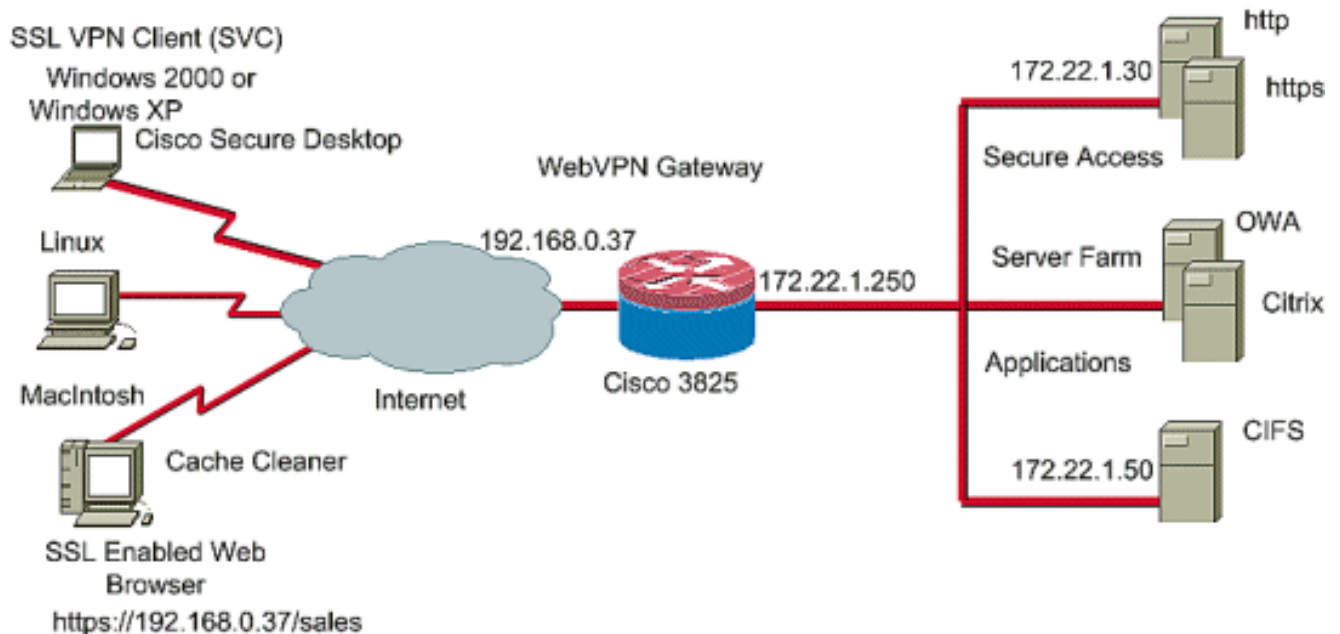 SSL VPN Client (SVC)
Windows 2000 or
Windows XP
Cisco Secure Desktop
Linux
MacIntosh
Cache Cleaner
SSL Enabled Web
Browser
https://192.168.0.37/sales
Internet
WebVPN Gateway
192.168.0.37
172.22.1.250
Cisco 3825
http
172.22.1.30
https
Secure Access
OWA
Server Farm
Citrix
Applications
CIFS
172.22.1.50